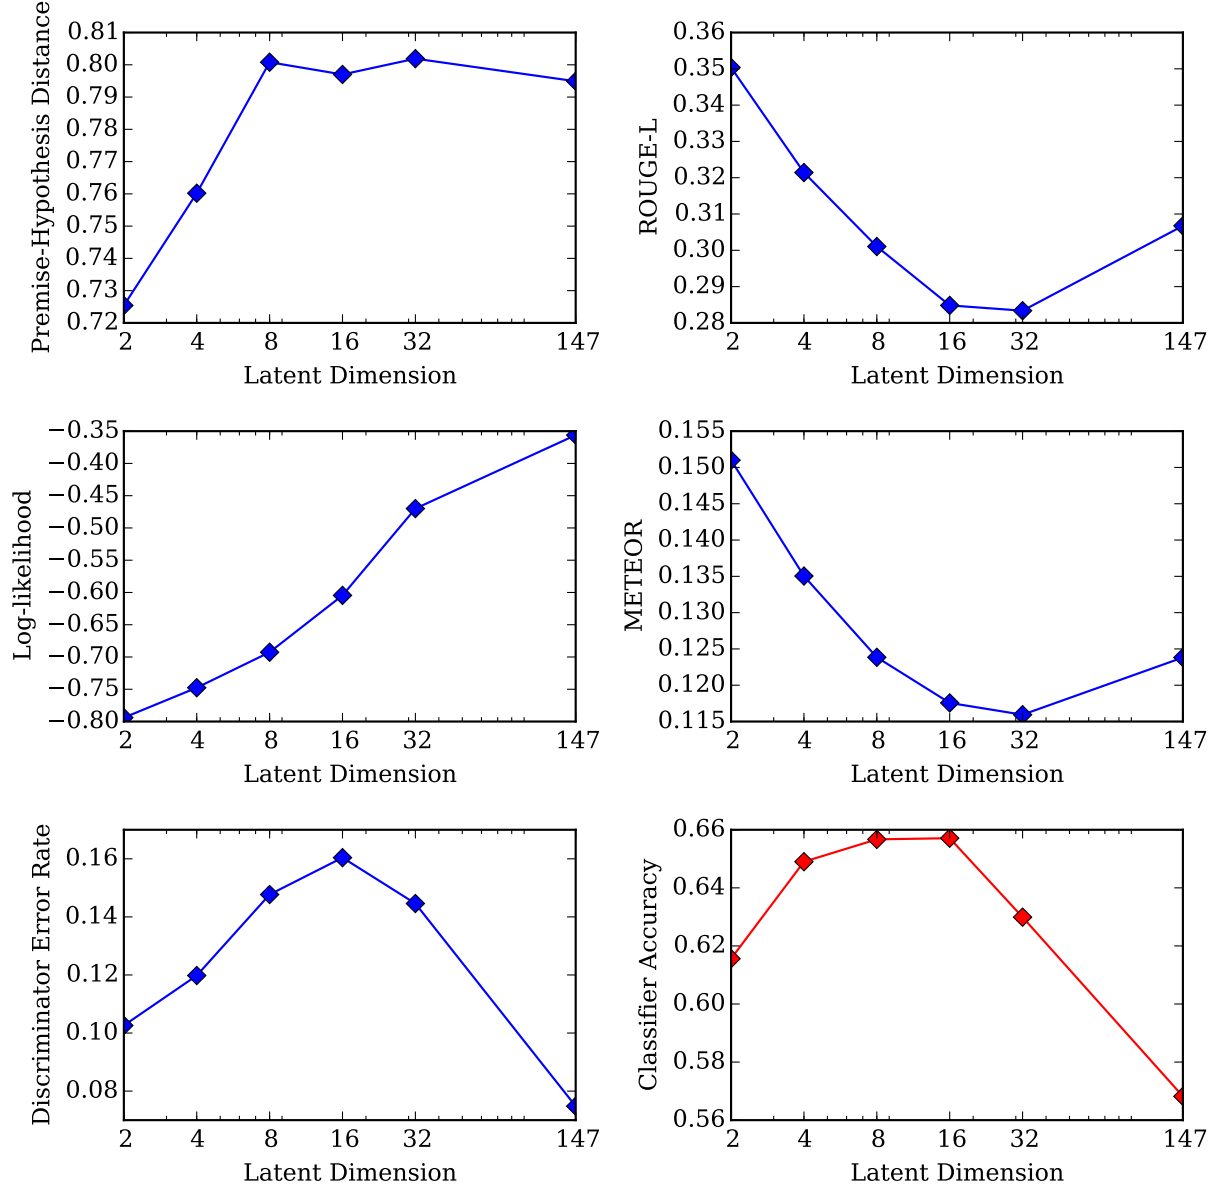 Premise-Hypothesis Distance
0.81
0.80
0.79
0.78
0.77
0.76
0.75
0.74
0.73
0.72
2 4 8 16 32 147
Latent Dimension
ROUGE-L
0.36
0.35
0.34
0.33
0.32
0.31
0.30
0.29
0.28
2 4 8 16 32 147
Latent Dimension
Log-likelihood
−0.35
−0.40
−0.45
−0.50
−0.55
−0.60
−0.65
−0.70
−0.75
−0.80
2 4 8 16 32 147
Latent Dimension
METEOR
0.155
0.150
0.145
0.140
0.135
0.130
0.125
0.120
0.115
2 4 8 16 32 147
Latent Dimension
Discriminator Error Rate
0.16
0.14
0.12
0.10
0.08
2 4 8 16 32 147
Latent Dimension
Classifier Accuracy
0.66
0.64
0.62
0.60
0.58
0.56
2 4 8 16 32 147
Latent Dimension